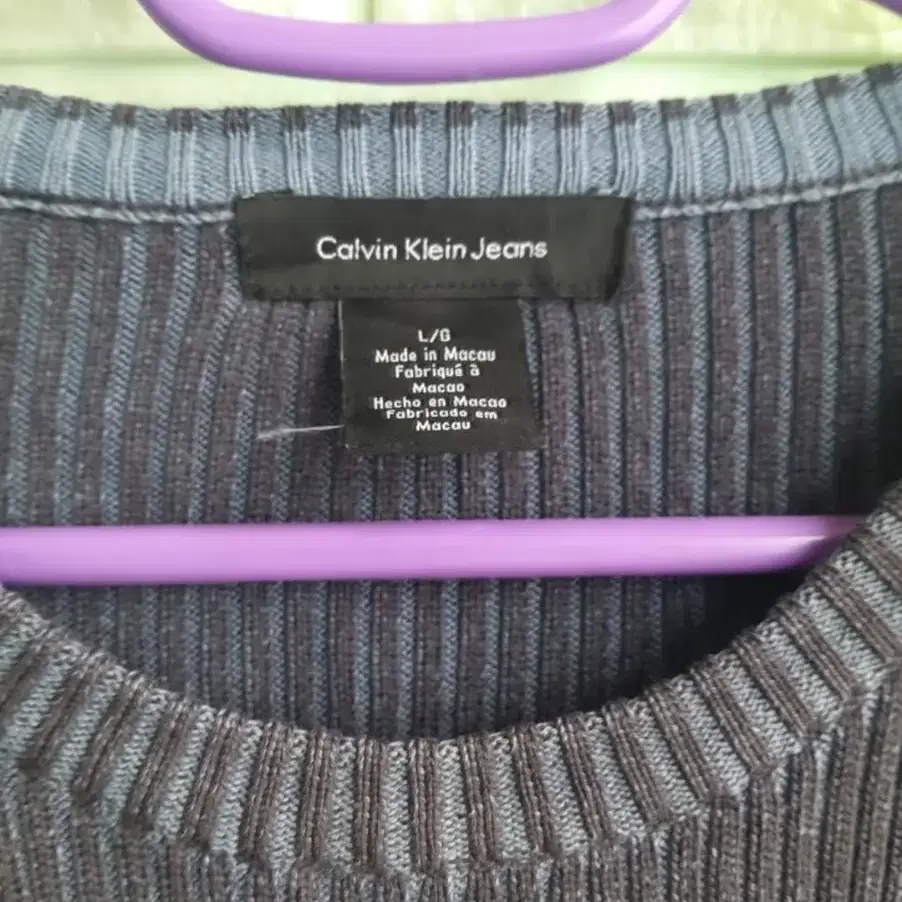 Calvin Klein Jeans
L/G
Made in Macau
Fabriqué à
Macao
Hecho en Macao
Fabricado em
Macau